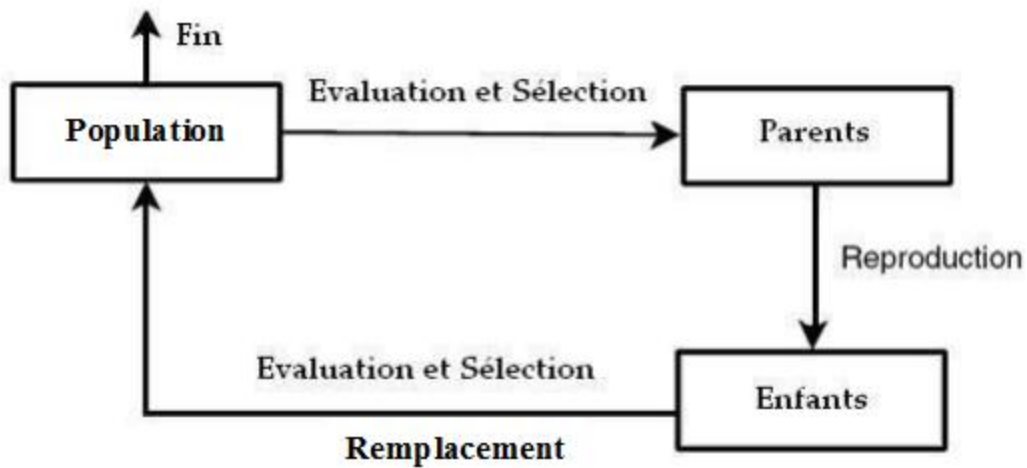 Fin
Evaluation et Sélection
Population
Parents
Reproduction
Evaluation et Sélection
Enfants
Remplacement